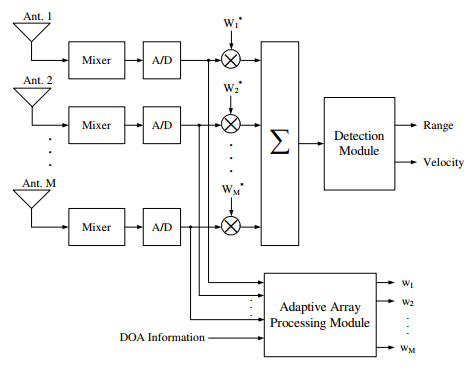 Ant. 1
W1*
Mixer
A/D
Ant. 2
W2*
Mixer
A/D
Σ
Detection
Module
Range
Velocity
Ant. M
WM*
Mixer
A/D
Adaptive Array
Processing Module
w1
w2
wM
DOA Information